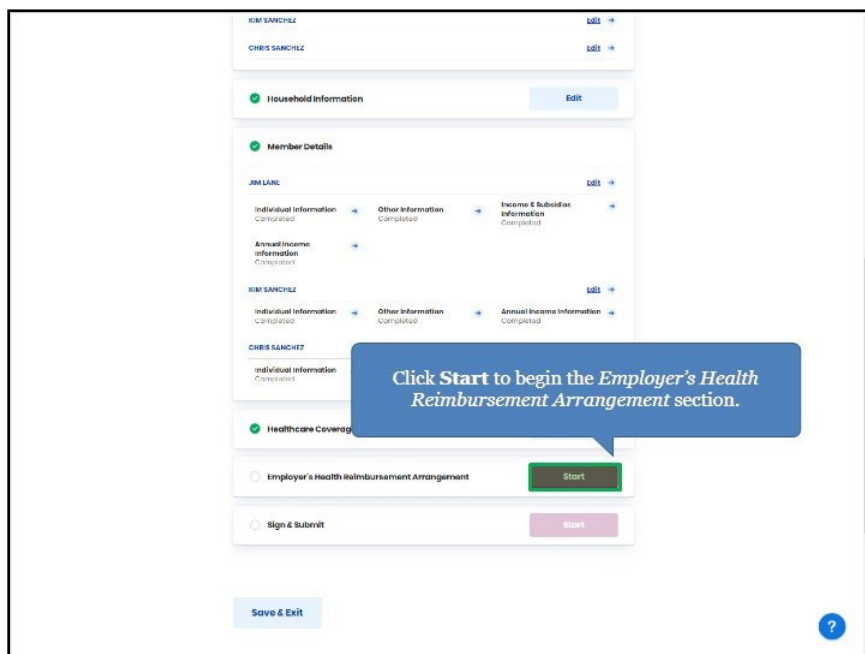 KIM SANCHEZ Edit
CHRIS SANCHEZ Edit
Household Information Edit
Member Details
JIM LANE Edit
Individual Information Other Information Income & Subsidies
Completed Completed Information
Completed
Annual Income
Information
Completed
KIM SANCHEZ Edit
Individual Information Other Information Annual Income Information
Completed Completed Completed
CHRIS SANCHEZ
Individual Information
Completed
Click Start to begin the Employer's Health
Reimbursement Arrangement section.
Healthcare Coverag
Employer's Health Reimbursement Arrangement Start
Sign & Submit Start
Save & Exit
?